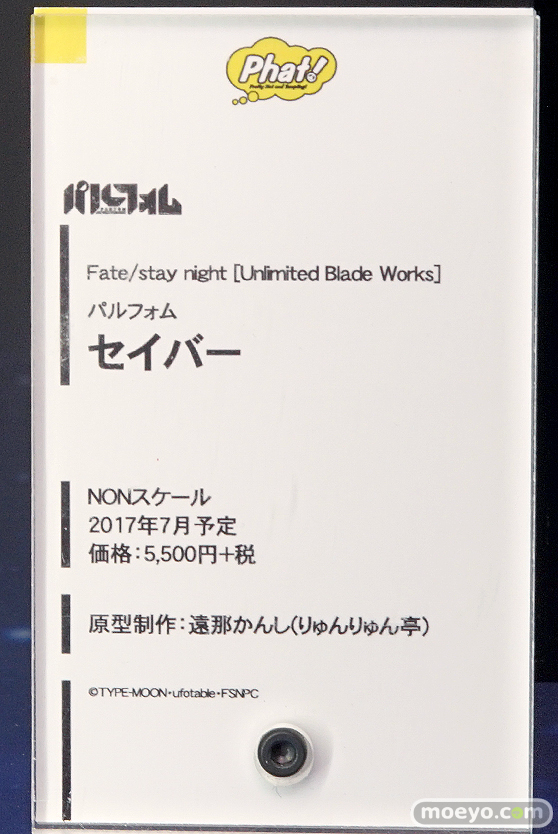 Phat!
パルフォム
Fate/stay night [Unlimited Blade Works]
パルフォム
セイバー
NONスケール
2017年7月予定
価格:5,500円+税
原型制作:遠那かんし(りゅんりゅん亭)
©TYPE-MOON・ufotable・FSNPC
moeyo.com